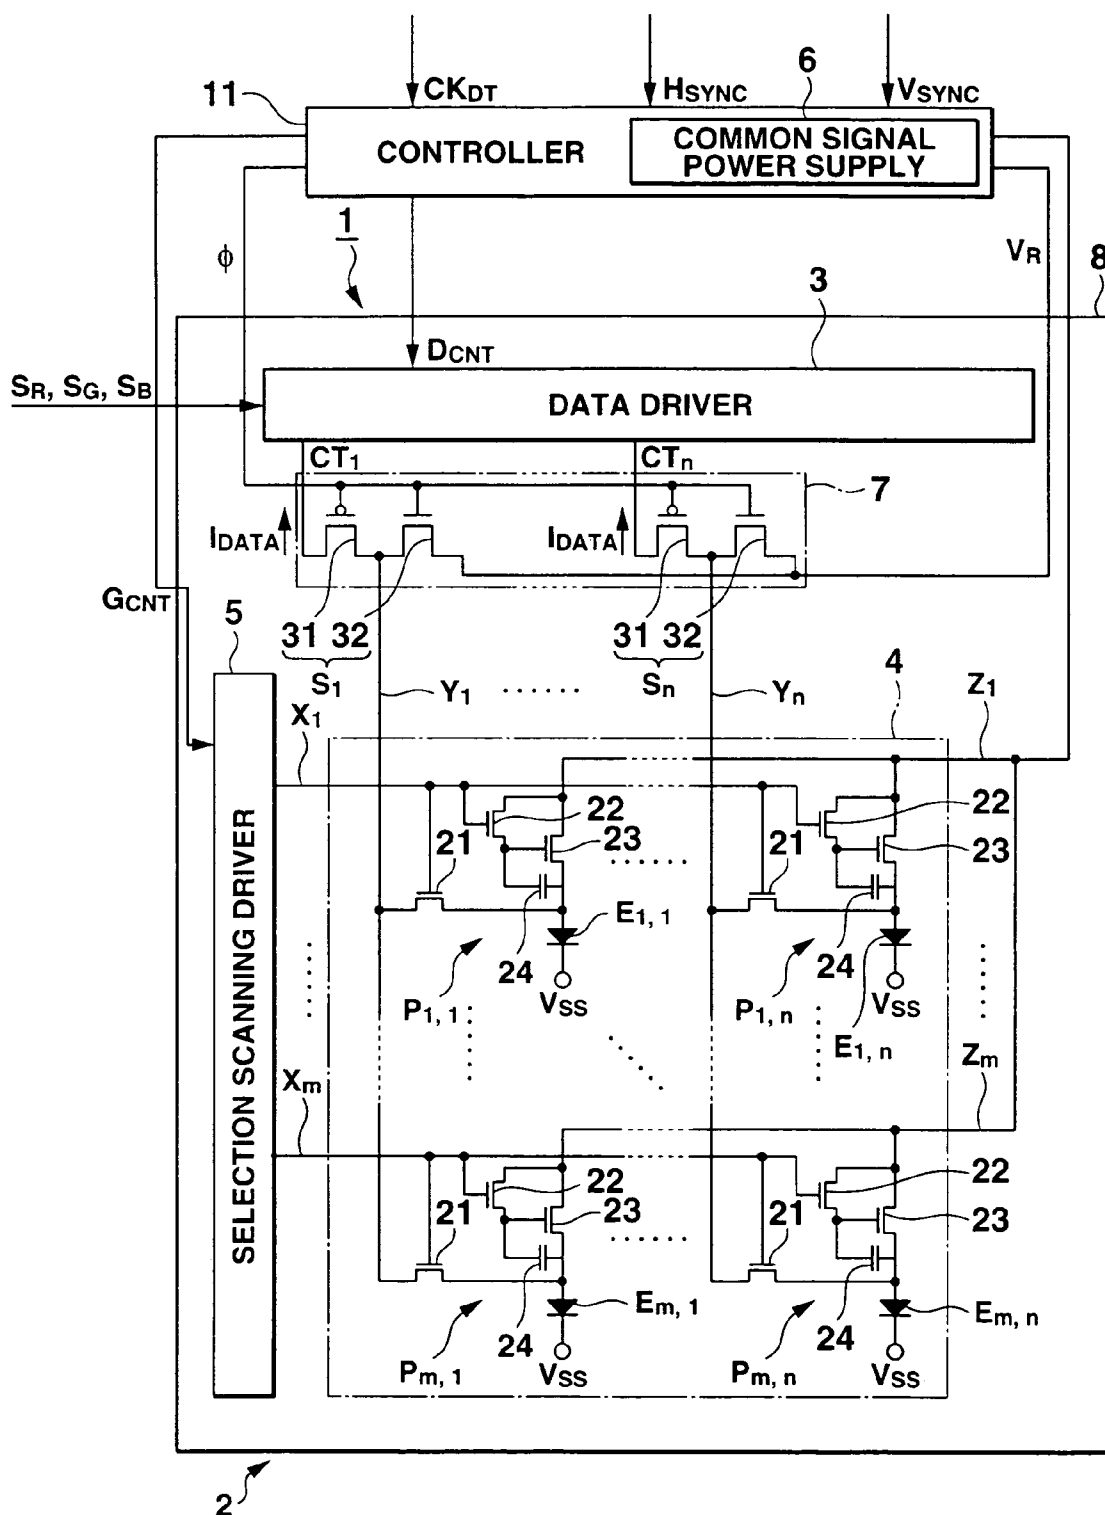 CKDT
HSYNC
6
VSYNC
11
CONTROLLER
COMMON SIGNAL
POWER SUPPLY
1
φ
VR
8
3
DCNT
SR, SG, SB
DATA DRIVER
CT1
CTn
7
IDATA
IDATA
GCNT
5
31 32
31 32
S1
Sn
4
Y1
Yn
Z1
X1
SELECTION SCANNING DRIVER
22
22
21
23
21
23
E1, 1
24
24
P1, 1
VSS
P1, n
VSS
E1, n
Xm
Zm
22
22
21
23
21
23
Em, 1
Em, n
24
24
Pm, 1
VSS
Pm, n
VSS
2